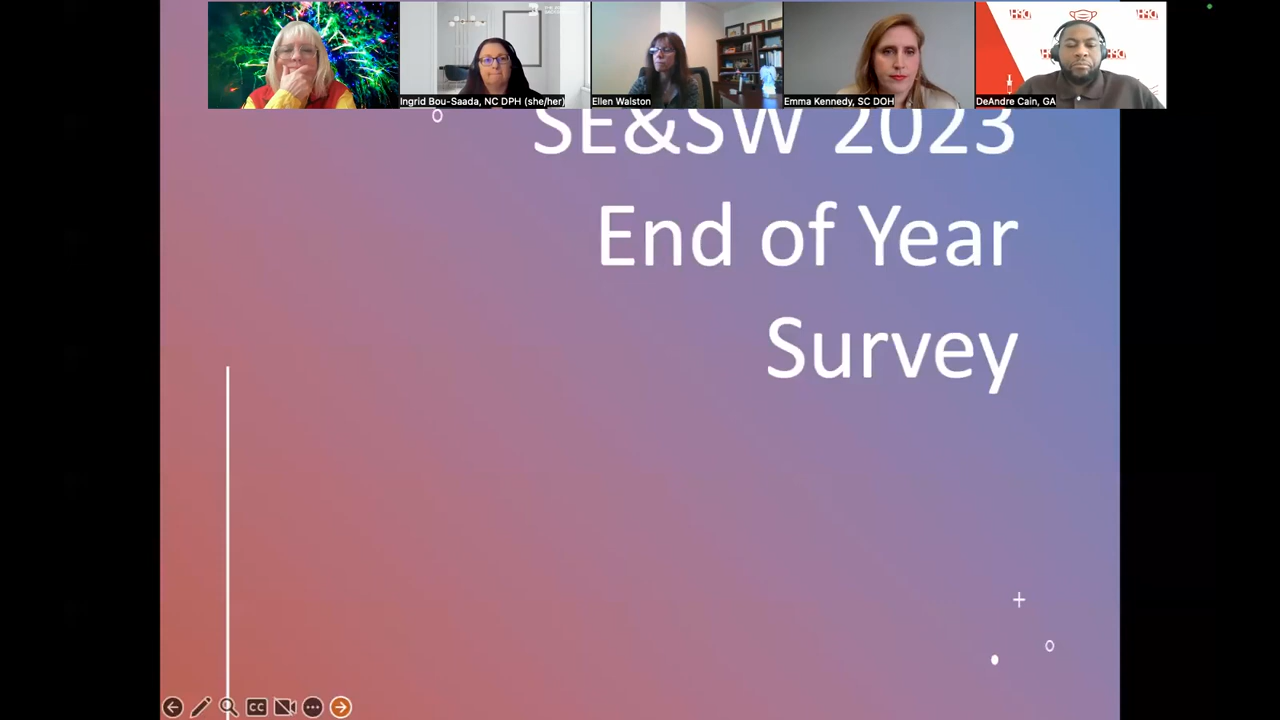 Ingrid Bou-Saada, NC DPH (she/her)
Ellen Walston
Emma Kennedy, SC DOH
DeAndre Cain, GA
SE&SW 2023
End of Year
Survey
CC